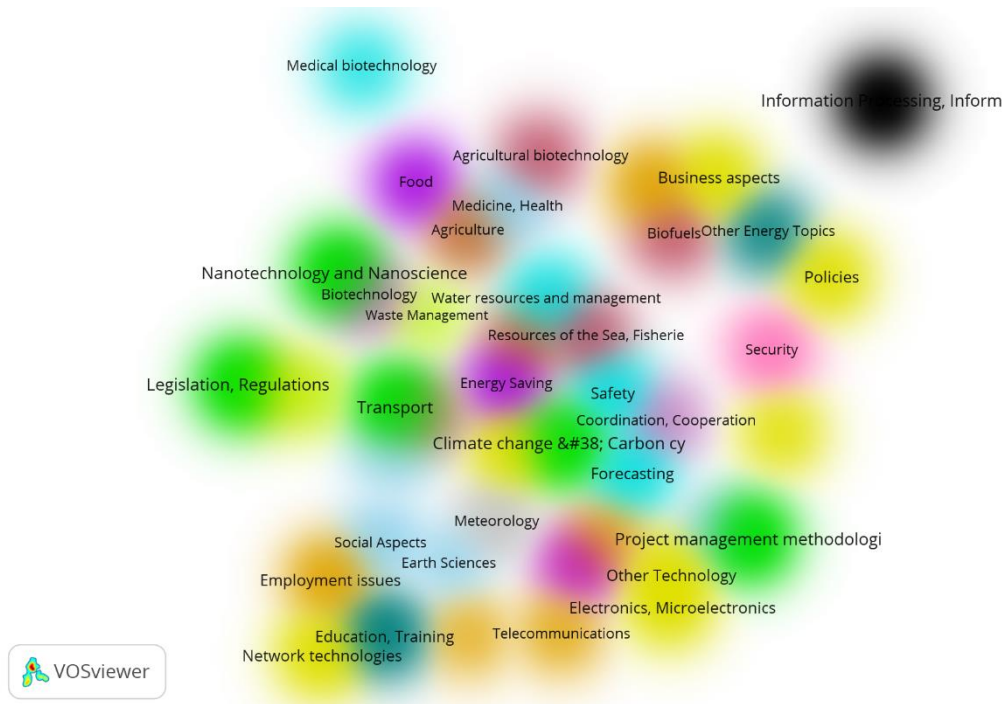 Medical biotechnology
Information Processing, Inform
Agricultural biotechnology
Food
Business aspects
Medicine, Health
Agriculture
Biofuels
Other Energy Topics
Nanotechnology and Nanoscience
Policies
Biotechnology
Water resources and management
Waste Management
Resources of the Sea, Fisherie
Security
Legislation, Regulations
Energy Saving
Safety
Transport
Coordination, Cooperation
Climate change &#38; Carbon cy
Forecasting
Meteorology
Social Aspects
Project management methodologi
Earth Sciences
Employment issues
Other Technology
Electronics, Microelectronics
Education, Training
Telecommunications
Network technologies
VOSviewer